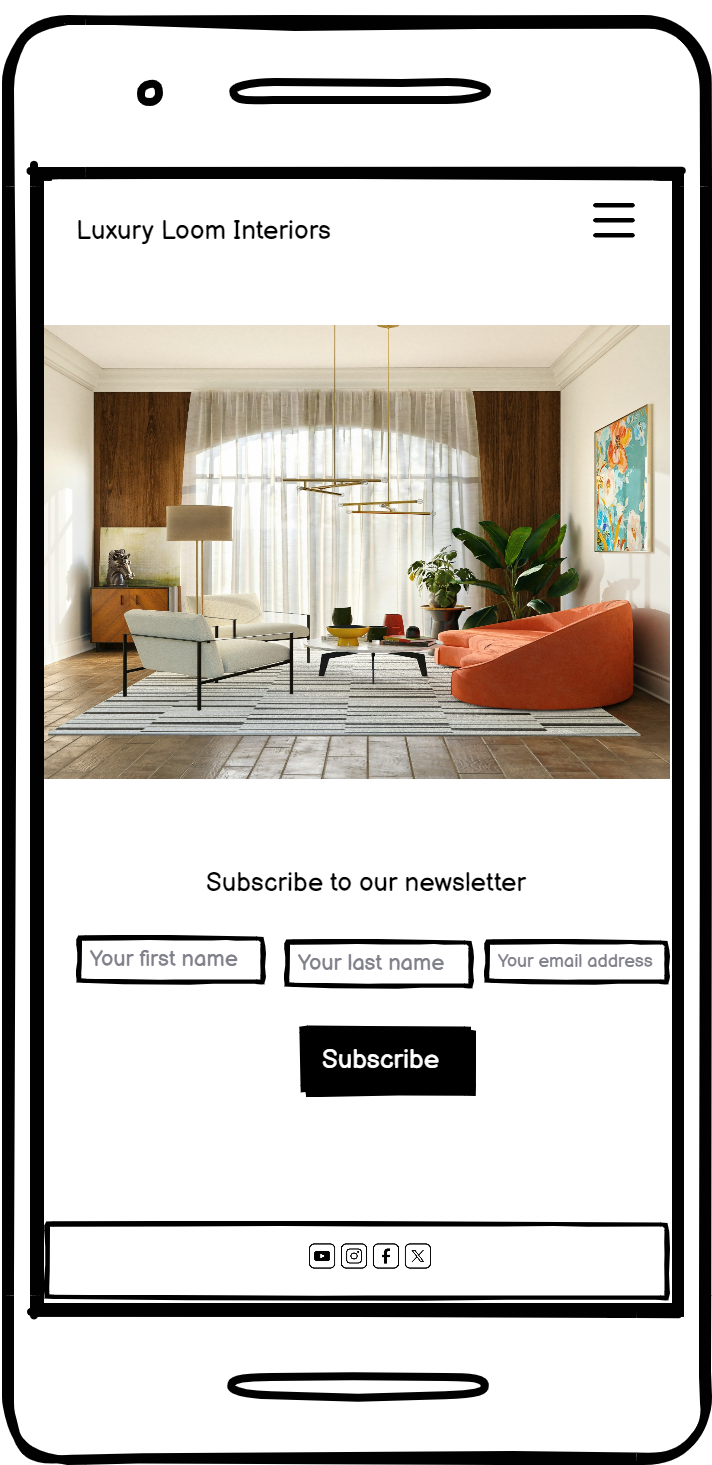 Luxury Loom Interiors
Subscribe to our newsletter
Your first name
Your last name
Your email address
Subscribe